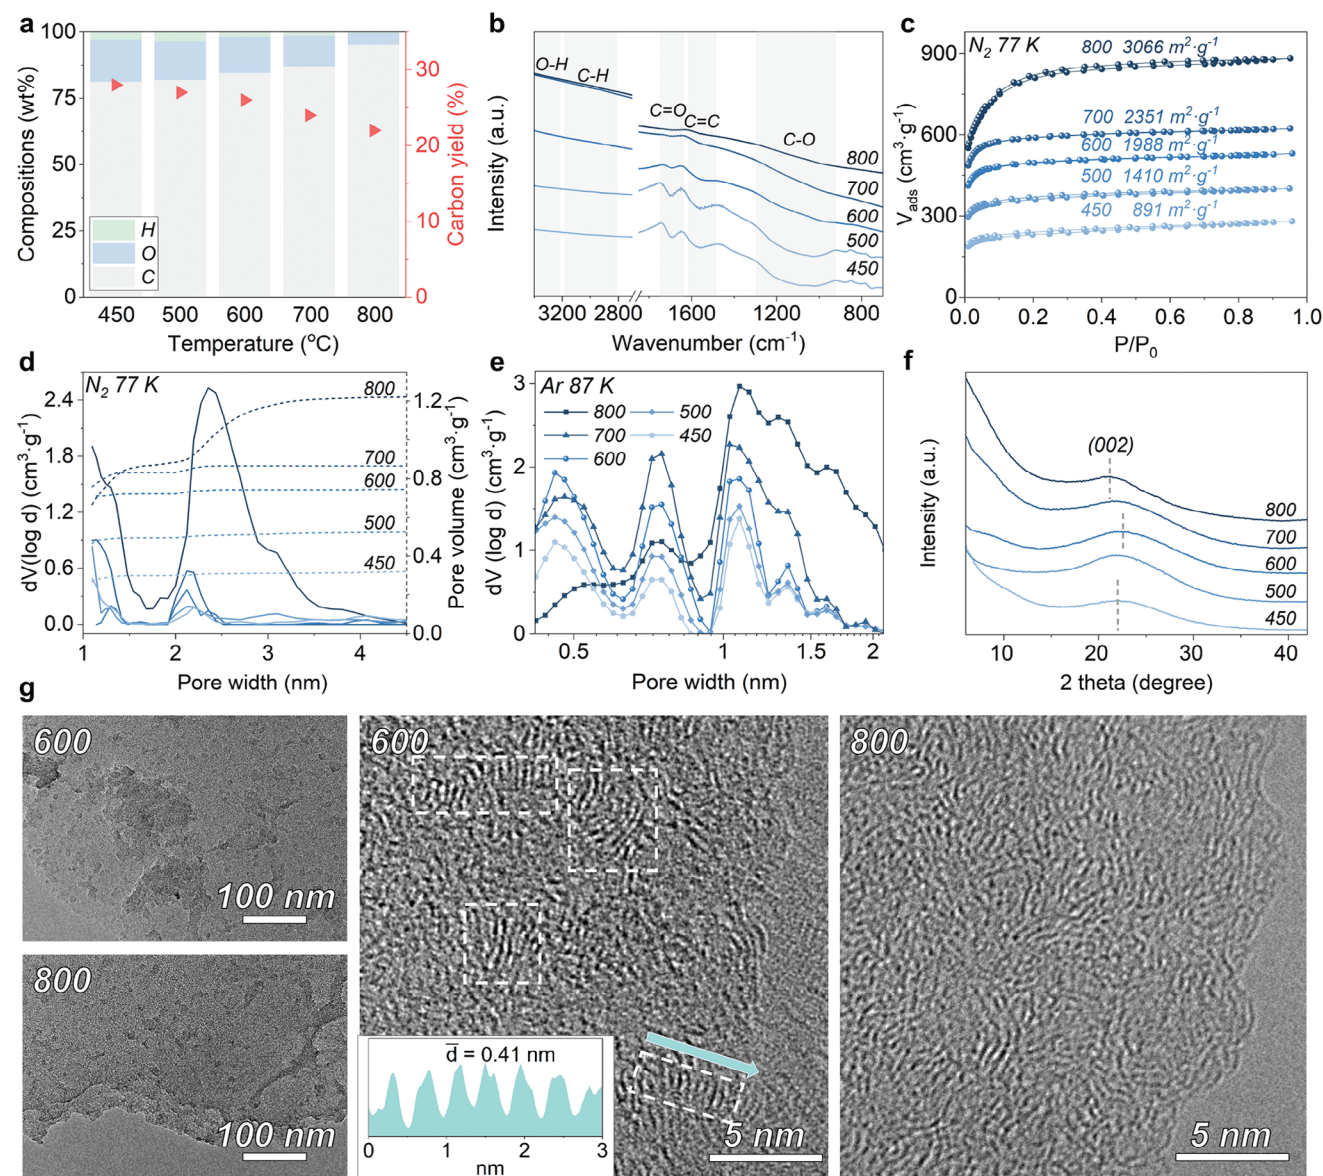 a
100
75
50
25
0
Compositions (wt%)
H
O
C
450 500 600 700 800
Temperature (ºC)
30
20
10
0
Carbon yield (%)
b
Intensity (a.u.)
O-H
C-H
C=O
C=C
C-O
800
700
600
500
450
3200 2800 1600 1200 800
Wavenumber (cm-1)
c
N2 77 K
800 3066 m2·g-1
700 2351 m2·g-1
600 1988 m2·g-1
500 1410 m2·g-1
450 891 m2·g-1
900
600
300
0
Vads (cm3·g-1)
0.0 0.2 0.4 0.6 0.8 1.0
P/P0
d
N2 77 K
2.4
1.8
1.2
0.6
0.0
dV(log d) (cm3·g-1)
800
700
600
500
450
1.2
0.8
0.4
0.0
Pore volume (cm3·g-1)
1 2 3 4
Pore width (nm)
e
Ar 87 K
800 500
700 450
600
3
2
1
0
dV(log d) (cm3·g-1)
0.5 1 1.5 2
Pore width (nm)
f
(002)
Intensity (a.u.)
800
700
600
500
450
10 20 30 40
2 theta (degree)
g
600
100 nm
800
100 nm
600
d̅ = 0.41 nm
0 1 2 3
nm
5 nm
800
5 nm